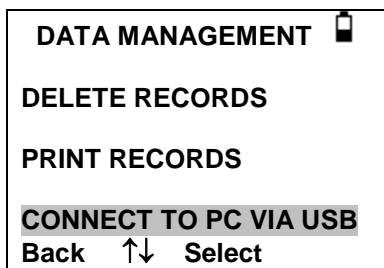 DATA MANAGEMENT
DELETE RECORDS
PRINT RECORDS
CONNECT TO PC VIA USB
Back ↑↓ Select